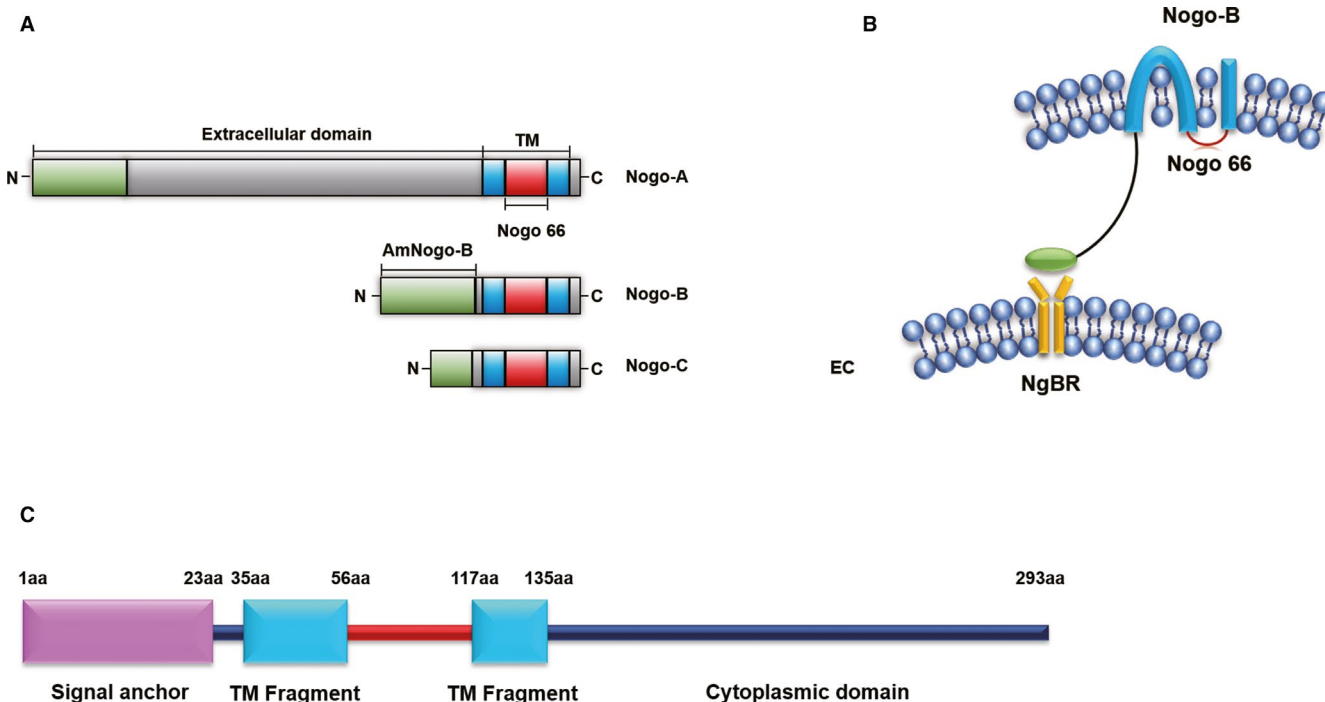 A
Extracellular domain
TM
N
C
Nogo-A
Nogo 66
AmNogo-B
N
C
Nogo-B
N
C
Nogo-C
B
Nogo-B
Nogo 66
EC
NgBR
C
1aa 23aa 35aa 56aa 117aa 135aa 293aa
Signal anchor TM Fragment TM Fragment Cytoplasmic domain